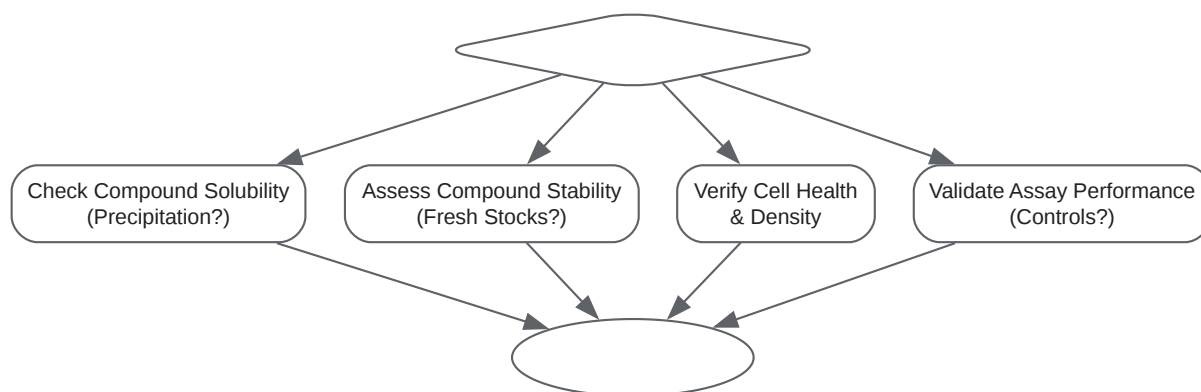 Check Compound Solubility
(Precipitation?)
Assess Compound Stability
(Fresh Stocks?)
Verify Cell Health
& Density
Validate Assay Performance
(Controls?)